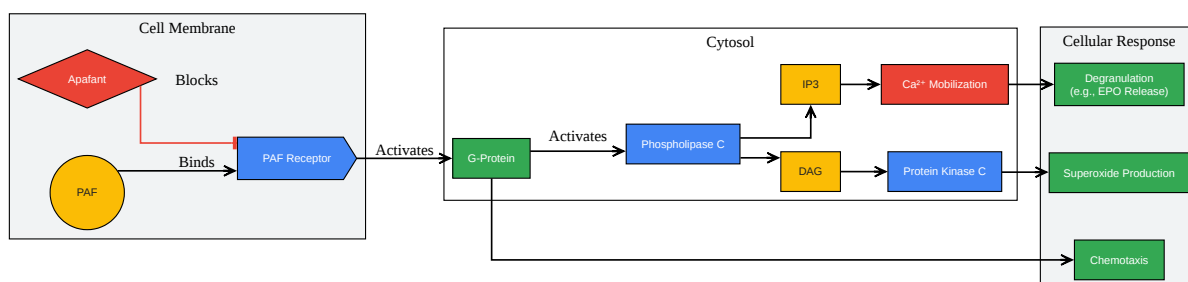 Cell Membrane
Apafant
Blocks
PAF
Binds
PAF Receptor
Activates
Cytosol
G-Protein
Activates
Phospholipase C
IP3
Ca²⁺ Mobilization
DAG
Protein Kinase C
Cellular Response
Degranulation
(e.g., EPO Release)
Superoxide Production
Chemotaxis